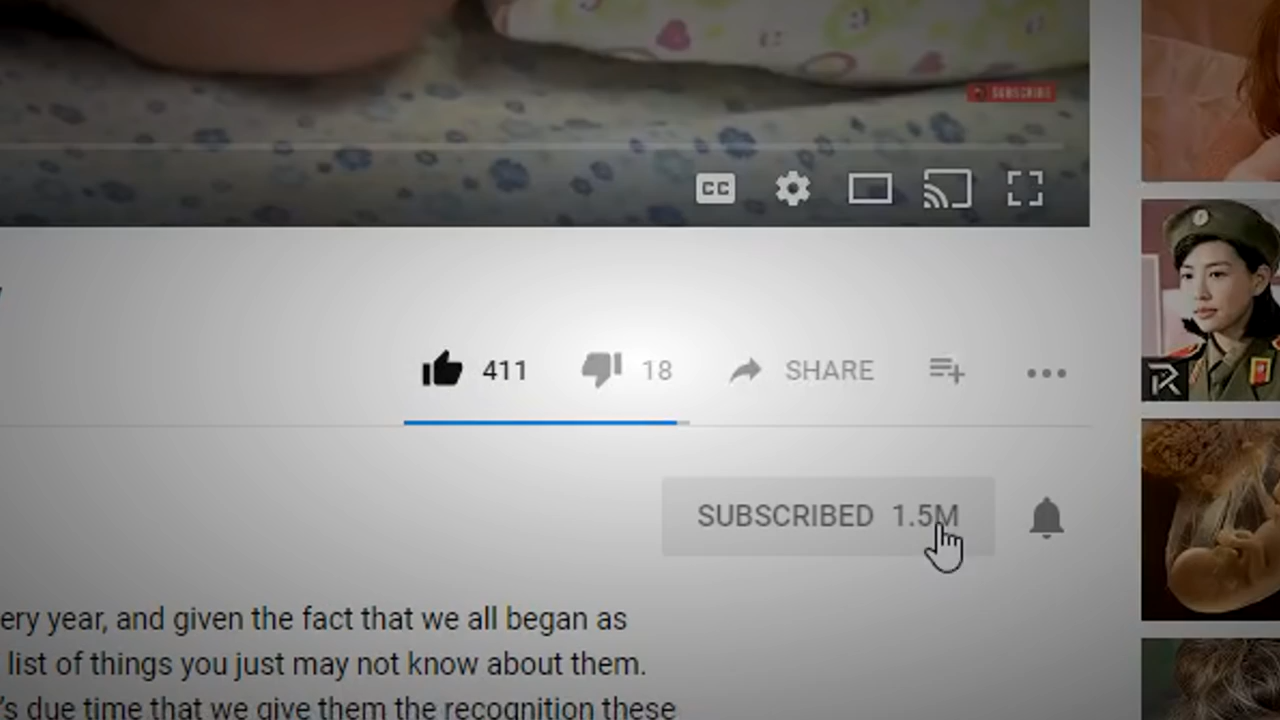 SUBSCRIBE
CC
411 18 SHARE
SUBSCRIBED 1.5M
ery year, and given the fact that we all began as
list of things you just may not know about them.
's due time that we give them the recognition these